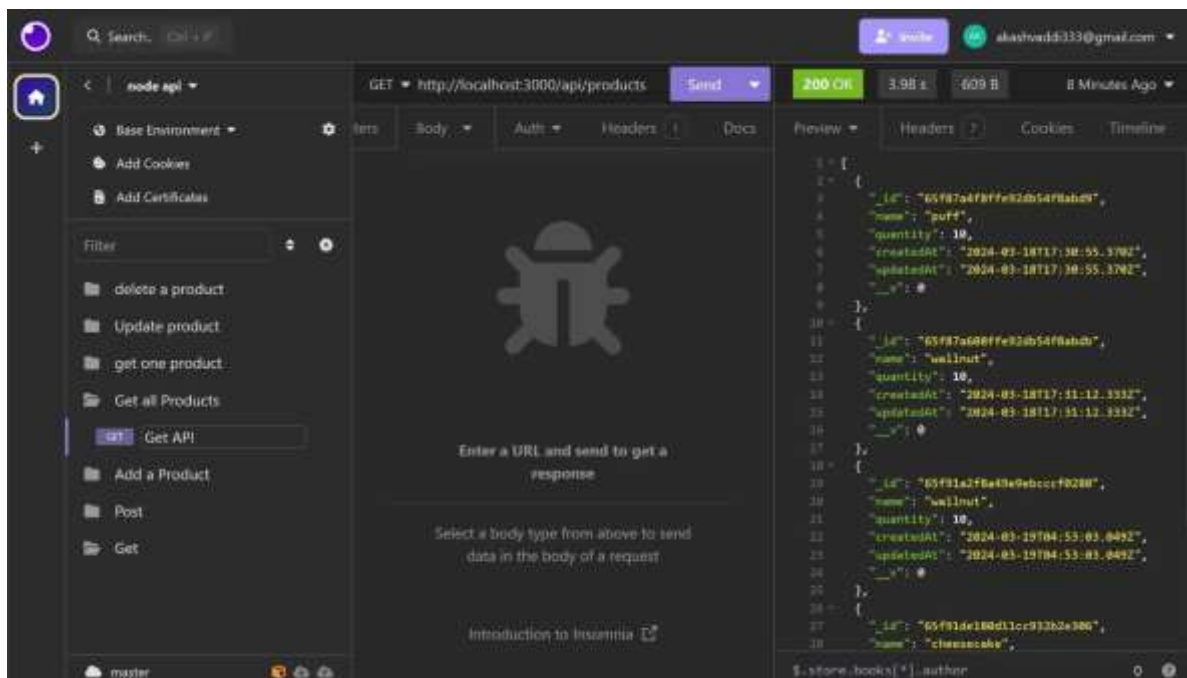 Search..
Invite
akashvaddi333@gmail.com
node api
GET http://localhost:3000/api/products Send
200 OK 3.98 s 609 B 8 Minutes Ago
Base Environment
Add Cookies
Add Certificates
Body Auth Headers 1 Docs
Preview Headers 7 Cookies Timeline
Filter
delete a product
Update product
get one product
Get all Products
GET Get API
Add a Product
Post
Get
master
Enter a URL and send to get a
response
Select a body type from above to send
data in the body of a request
Introduction to Insomnia
[
{
"name": "puff",
"quantity": 10,
"createdAt": "2024-03-18T17:30:55.370Z",
"updatedAt": "2024-03-18T17:30:55.370Z",
"__v": 0
},
{
"name": "wallnut",
"quantity": 10,
"createdAt": "2024-03-18T17:31:12.333Z",
"updatedAt": "2024-03-18T17:31:12.333Z",
"__v": 0
},
{
"name": "wallnut",
"quantity": 10,
"createdAt": "2024-03-19T04:53:03.049Z",
"updatedAt": "2024-03-19T04:53:03.049Z",
"__v": 0
},
{
"name": "cheesecake",
$.store.books[*].author 0